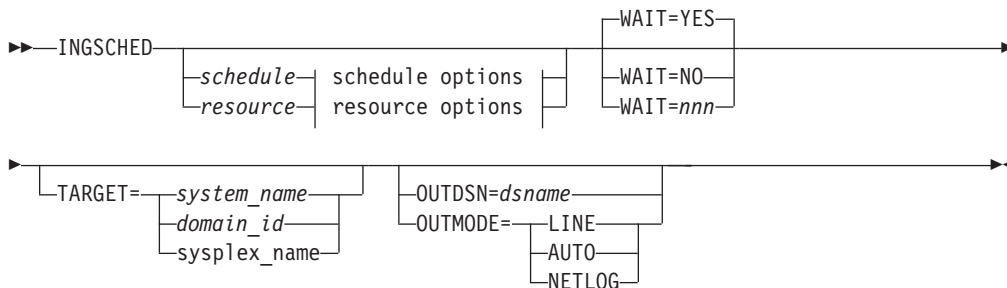 WAIT=YES
INGSCHED
schedule schedule options WAIT=NO
resource resource options WAIT=nnn
TARGET= system_name OUTDSN=dsname
domain_id OUTMODE= LINE
sysplex_name AUTO
NETLOG